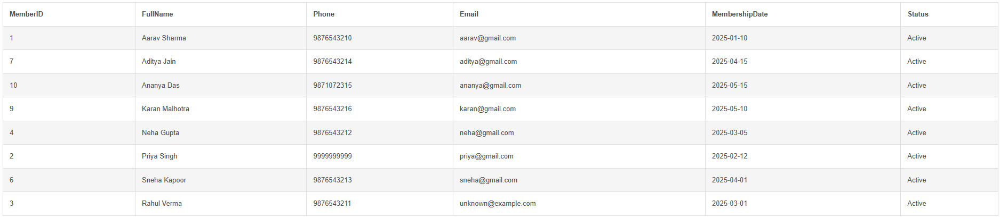 MemberID FullName Phone Email MembershipDate Status
1 Aarav Sharma 9876543210 aarav@gmail.com 2025-01-10 Active
7 Aditya Jain 9876543214 aditya@gmail.com 2025-04-15 Active
10 Ananya Das 9871072315 ananya@gmail.com 2025-05-15 Active
9 Karan Malhotra 9876543216 karan@gmail.com 2025-05-10 Active
4 Neha Gupta 9876543212 neha@gmail.com 2025-03-05 Active
2 Priya Singh 9999999999 priya@gmail.com 2025-02-12 Active
6 Sneha Kapoor 9876543213 sneha@gmail.com 2025-04-01 Active
3 Rahul Verma 9876543211 unknown@example.com 2025-03-01 Active